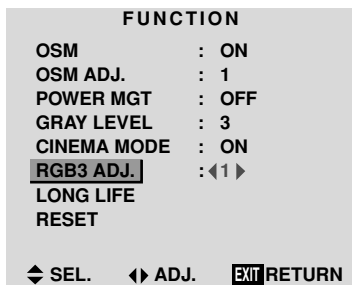 FUNCTION
OSM : ON
OSM ADJ. : 1
POWER MGT : OFF
GRAY LEVEL : 3
CINEMA MODE : ON
RGB3 ADJ. : 1
LONG LIFE
RESET
SEL. ADJ. EXIT RETURN